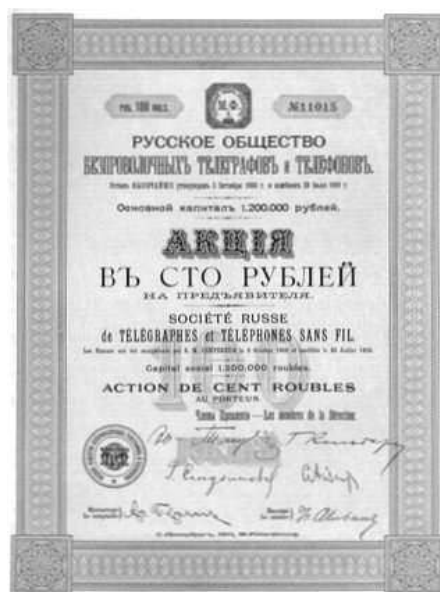 РУБ. 100 RBLS.
М.Ф.
№11015
РУССКОЕ ОБЩЕСТВО
БЕЗПРОВОЛОЧНЫХЪ ТЕЛЕГРАФОВЪ и ТЕЛЕФОНОВЪ.
Основной капиталъ 1.200.000 рублей.
АКЦІЯ
ВЪ СТО РУБЛЕЙ
НА ПРЕДЪЯВИТЕЛЯ.
SOCIÉTÉ RUSSE
de TÉLÉGRAPHES et TÉLÉPHONES SANS FIL
Capital social 1.200.000 roubles.
ACTION DE CENT ROUBLES
AU PORTEUR.
Члены Правленія — Les membres de la Direction: